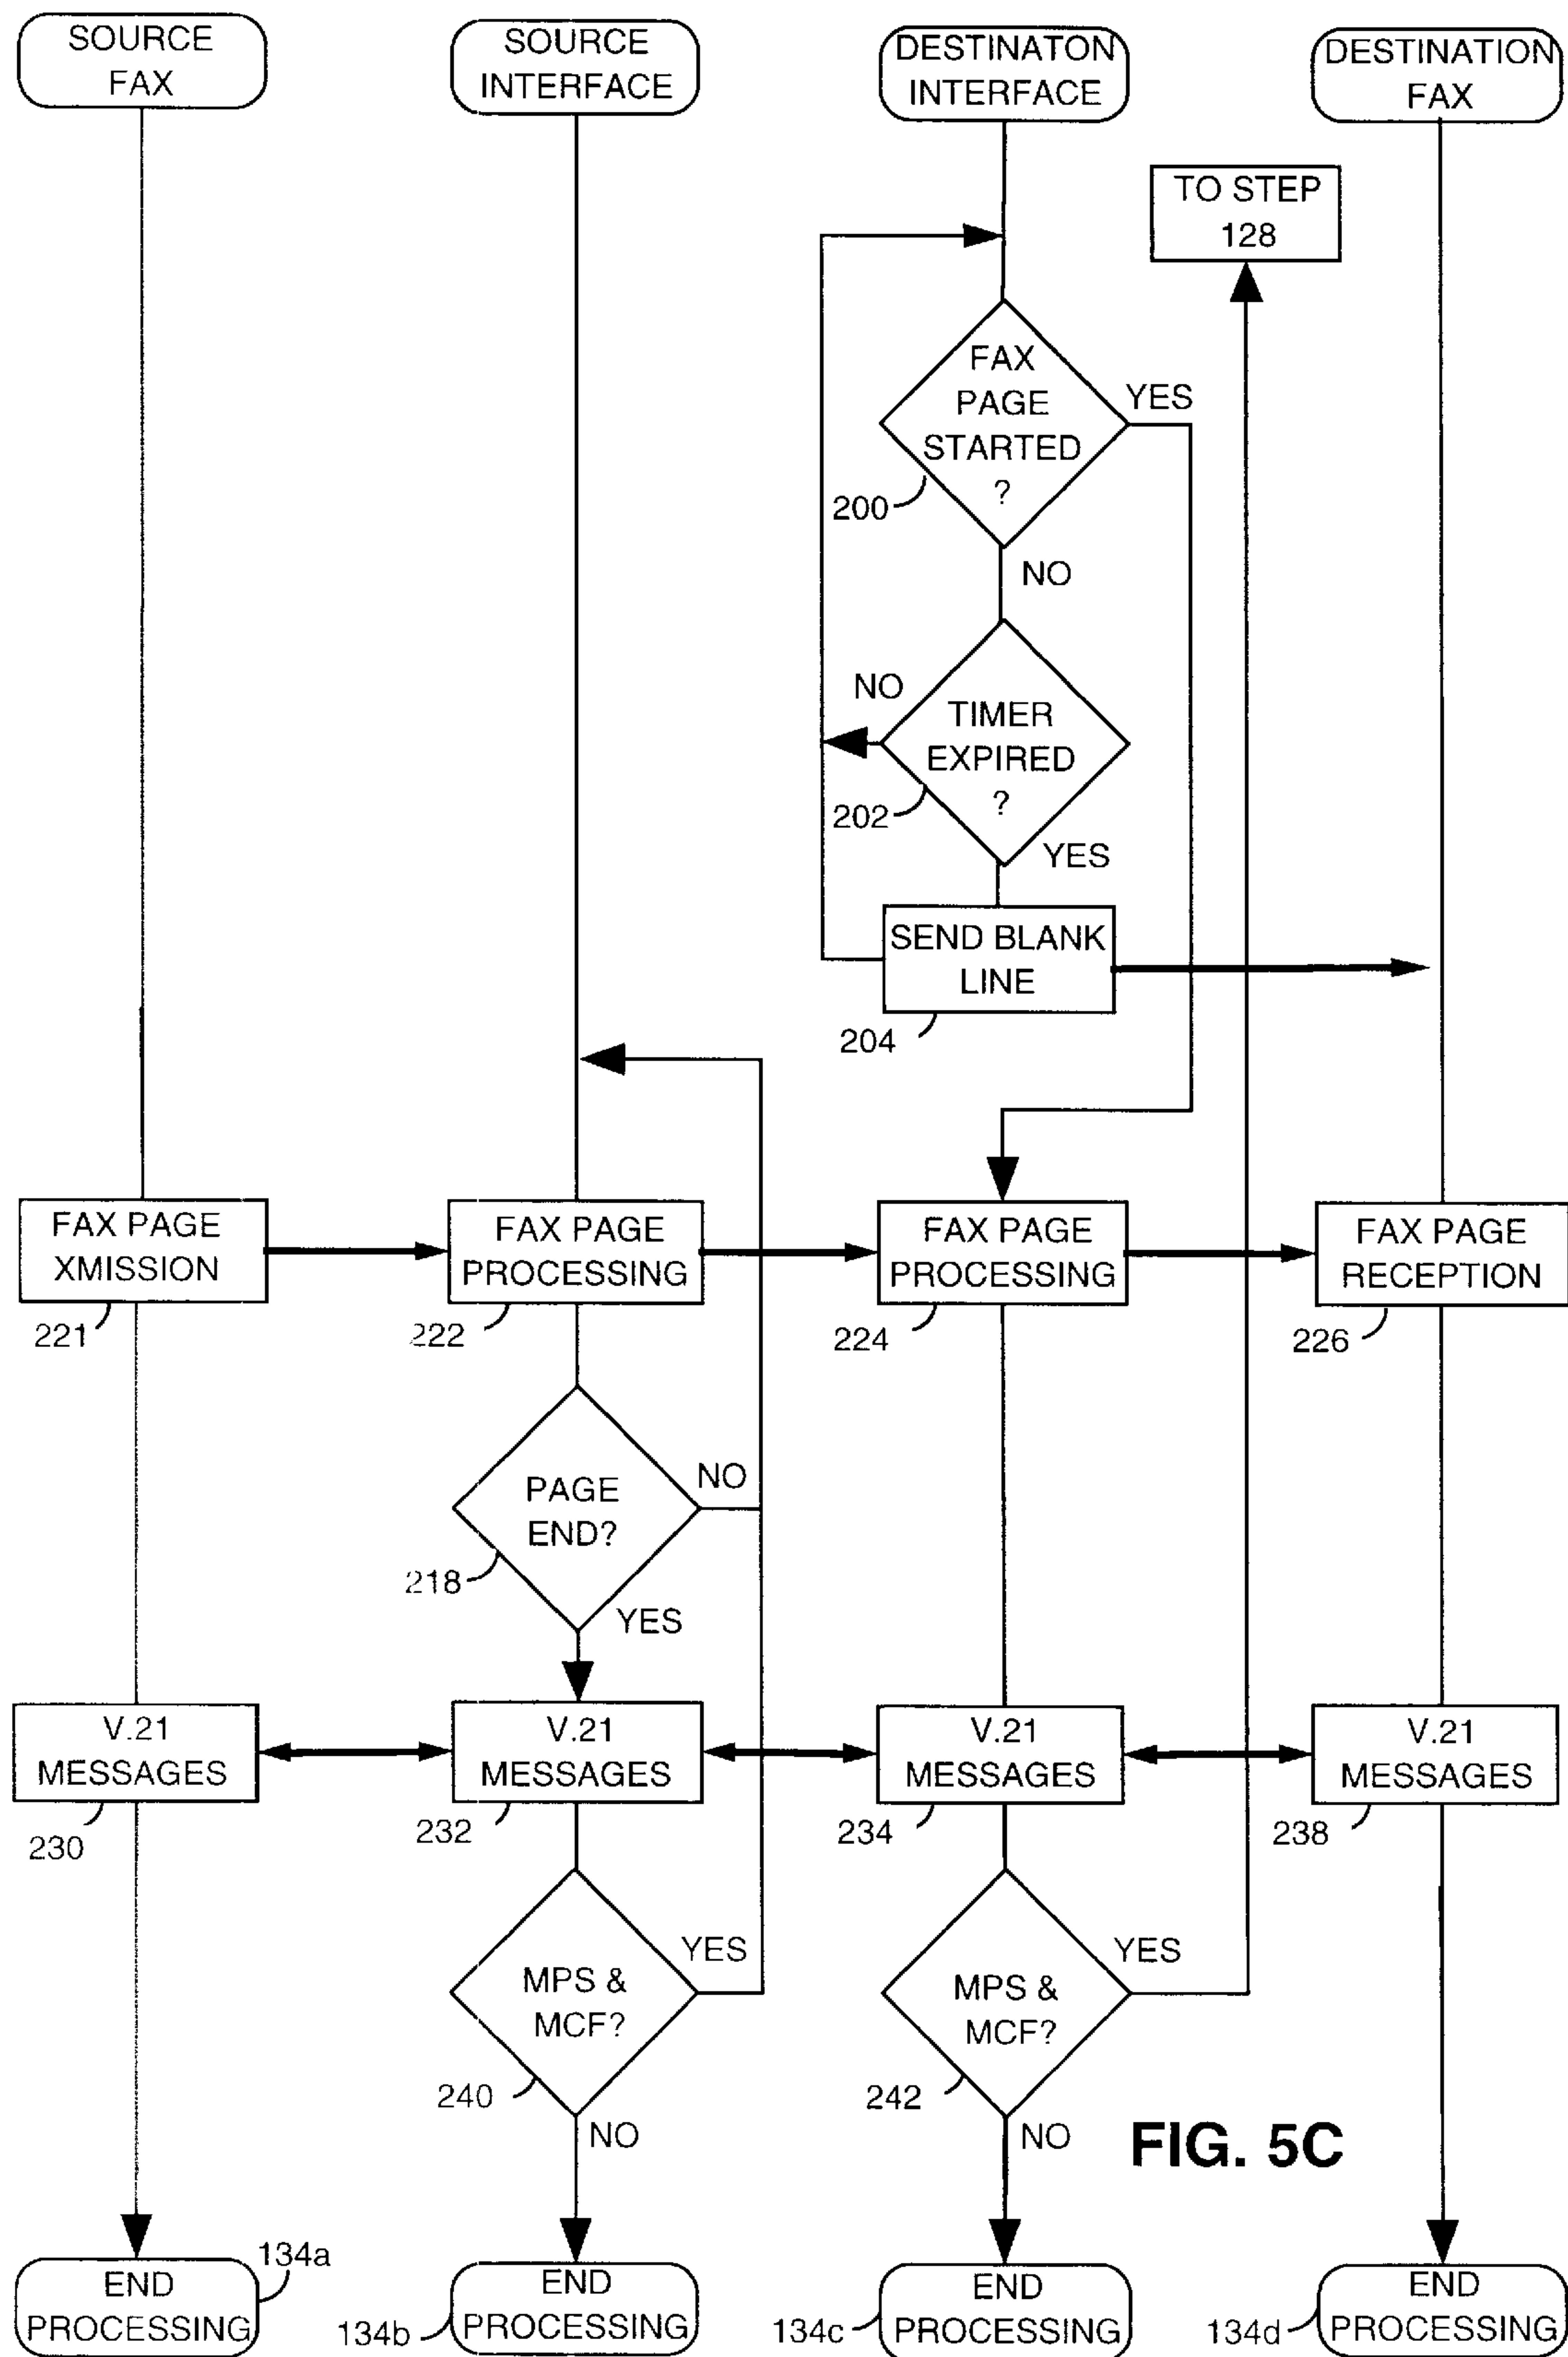 SOURCE
FAX
SOURCE
INTERFACE
DESTINATON
INTERFACE
DESTINATION
FAX
TO STEP
128
FAX
PAGE
STARTED
?
YES
200
NO
NO
TIMER
EXPIRED
?
202
YES
SEND BLANK
LINE
204
FAX PAGE
XMISSION
221
FAX PAGE
PROCESSING
222
FAX PAGE
PROCESSING
224
FAX PAGE
RECEPTION
226
PAGE
END?
NO
218
YES
V.21
MESSAGES
230
V.21
MESSAGES
232
V.21
MESSAGES
234
V.21
MESSAGES
238
MPS &
MCF?
YES
240
NO
MPS &
MCF?
YES
242
NO
FIG. 5C
END
PROCESSING
134a
END
PROCESSING
134b
END
PROCESSING
134c
END
PROCESSING
134d